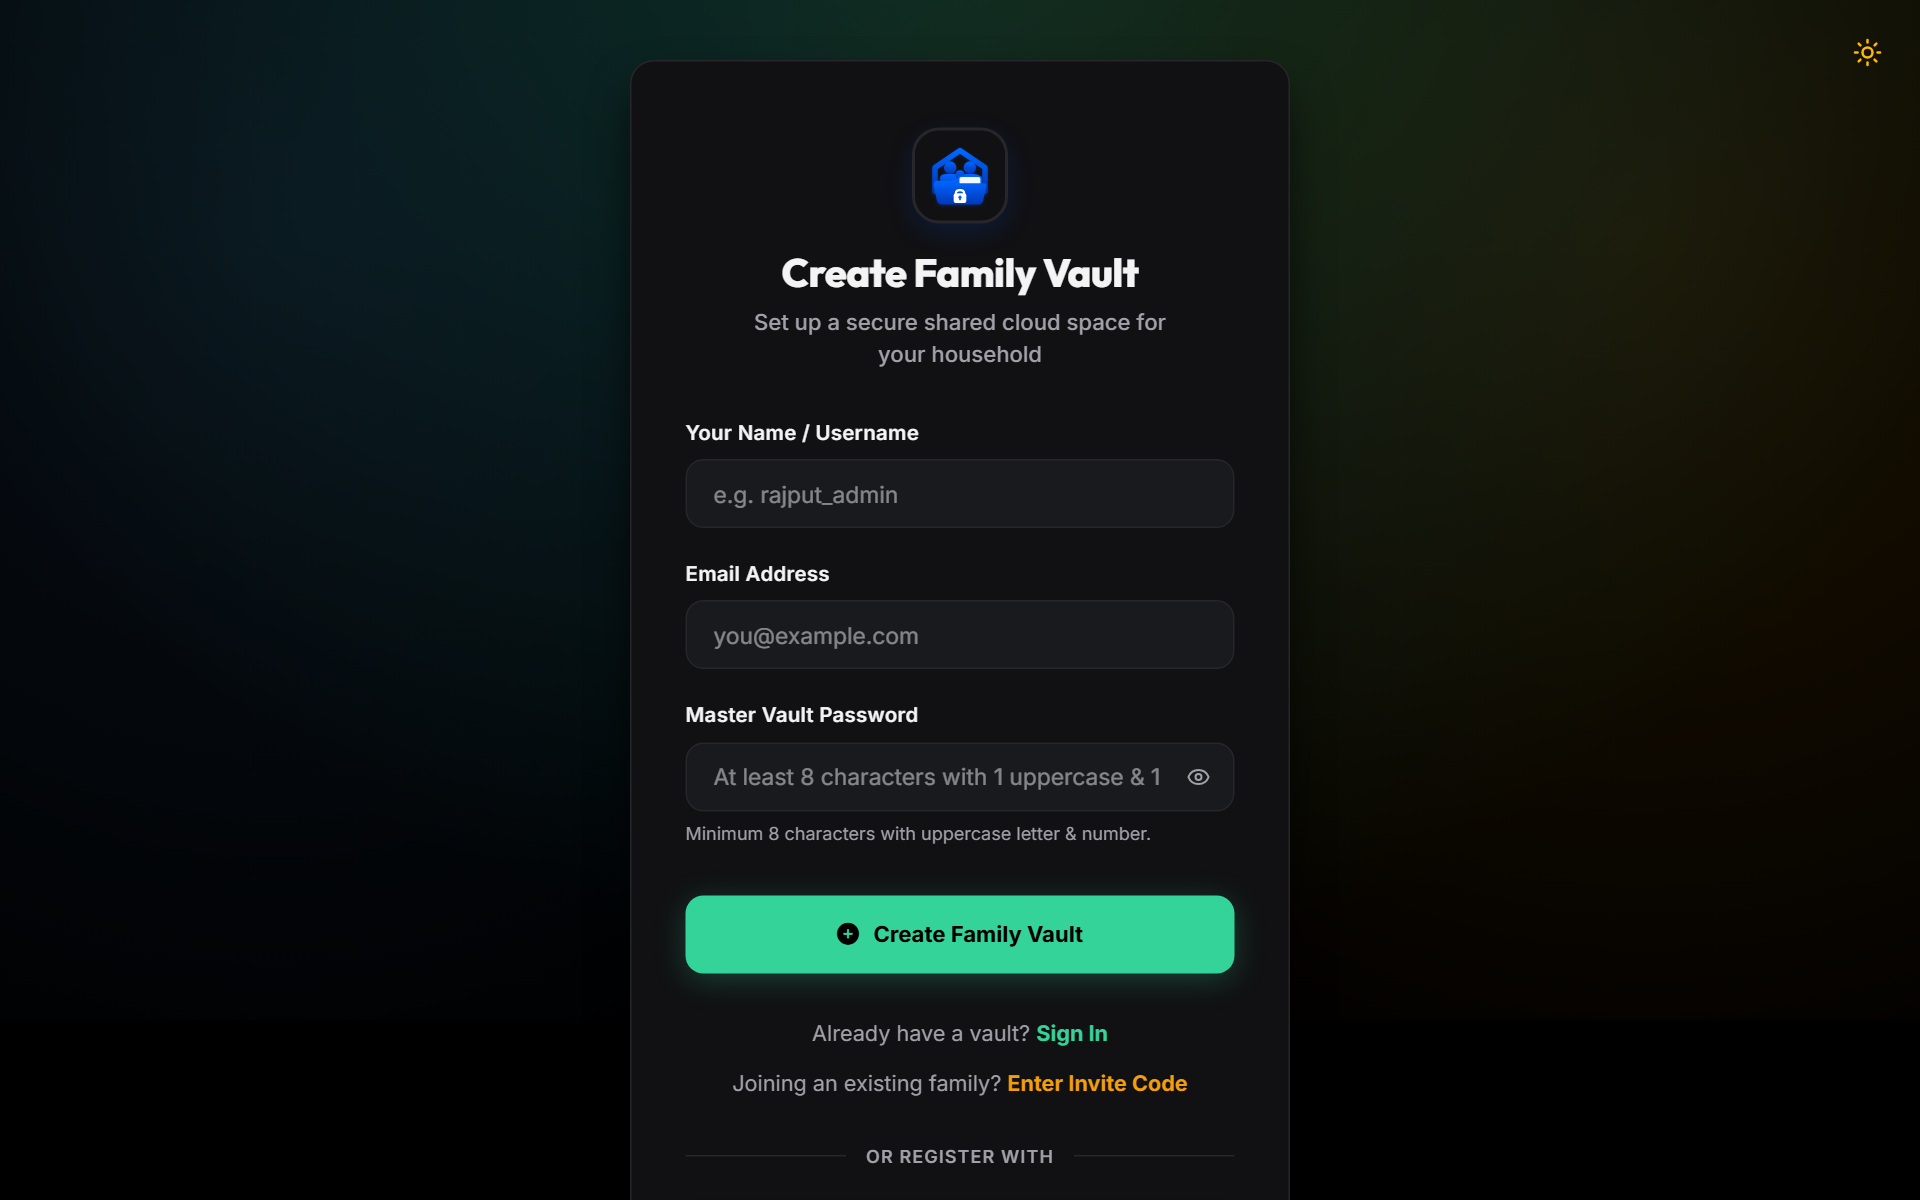 Create Family Vault
Set up a secure shared cloud space for
your household
Your Name / Username
e.g. rajput_admin
Email Address
you@example.com
Master Vault Password
At least 8 characters with 1 uppercase & 1
Minimum 8 characters with uppercase letter & number.
Create Family Vault
Already have a vault? Sign In
Joining an existing family? Enter Invite Code
OR REGISTER WITH